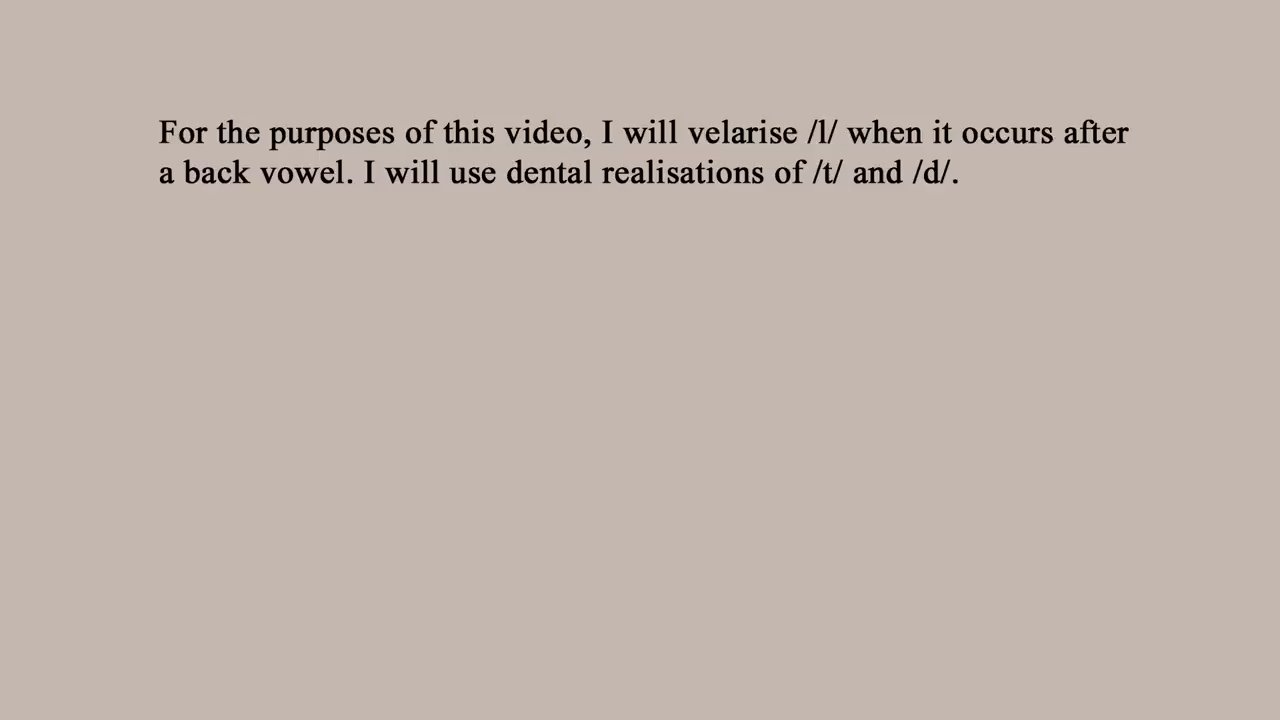 For the purposes of this video, I will velarise /l/ when it occurs after
a back vowel. I will use dental realisations of /t/ and /d/.